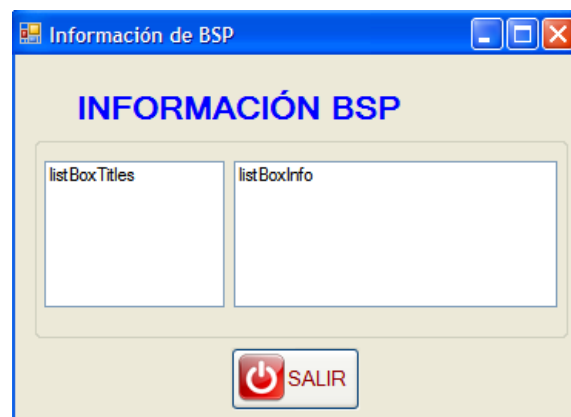 Información de BSP
INFORMACIÓN BSP
listBoxTitles
listBoxInfo
SALIR